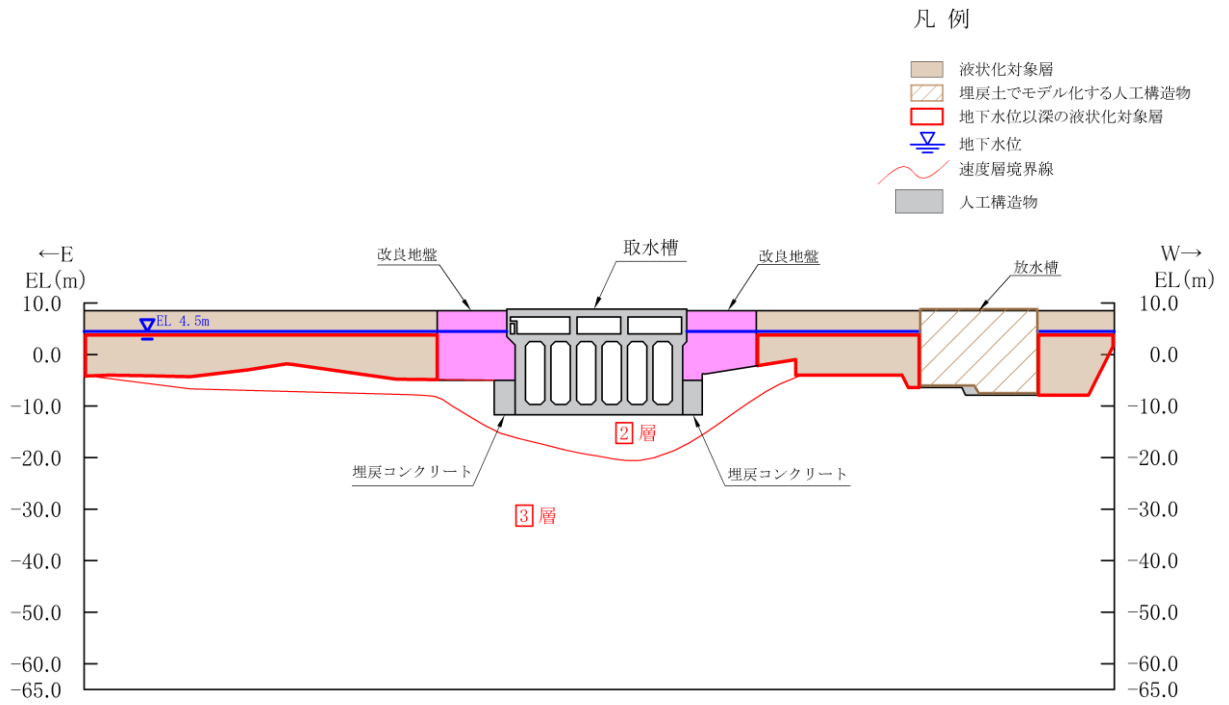 凡 例
液状化対象層
埋戻土でモデル化する人工構造物
地下水位以深の液状化対象層
地下水位
速度層境界線
人工構造物
←E
EL(m)
改良地盤
取水槽
改良地盤
放水槽
W→
EL(m)
10.0
0.0
-10.0
-20.0
-30.0
-40.0
-50.0
-60.0
-65.0
EL 4.5m
2 層
埋戻コンクリート
埋戻コンクリート
3 層
10.0
0.0
-10.0
-20.0
-30.0
-40.0
-50.0
-60.0
-65.0